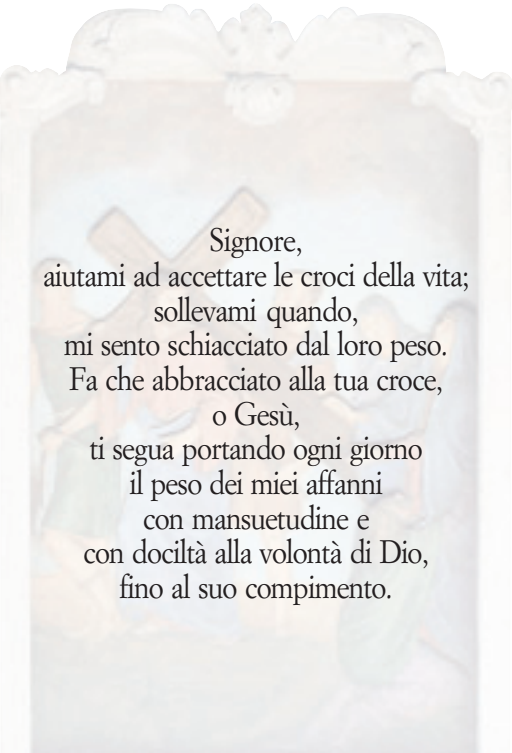 Signore,
aiutami ad accettare le croci della vita;
sollevami quando,
mi sento schiacciato dal loro peso.
Fa che abbracciato alla tua croce,
o Gesù,
ti segua portando ogni giorno
il peso dei miei affanni
con mansuetudine e
con dociltà alla volontà di Dio,
fino al suo compimento.